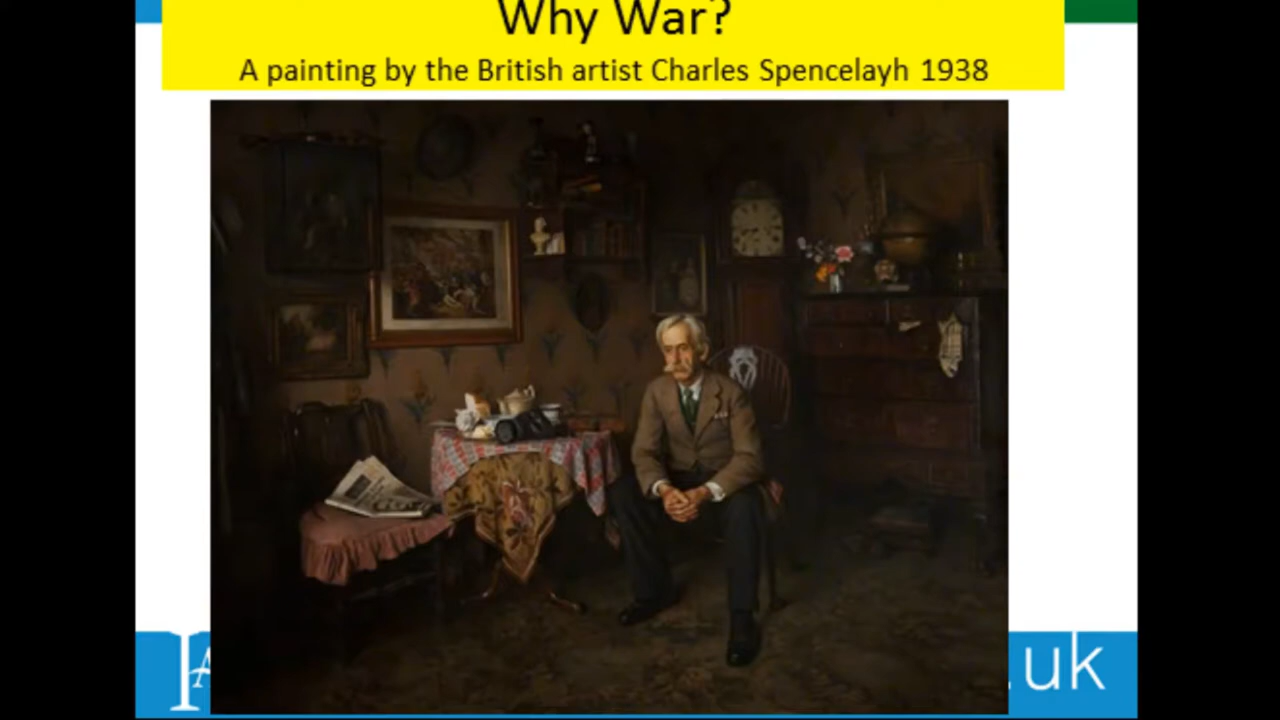 Why War?
A painting by the British artist Charles Spencelayh 1938
.uk